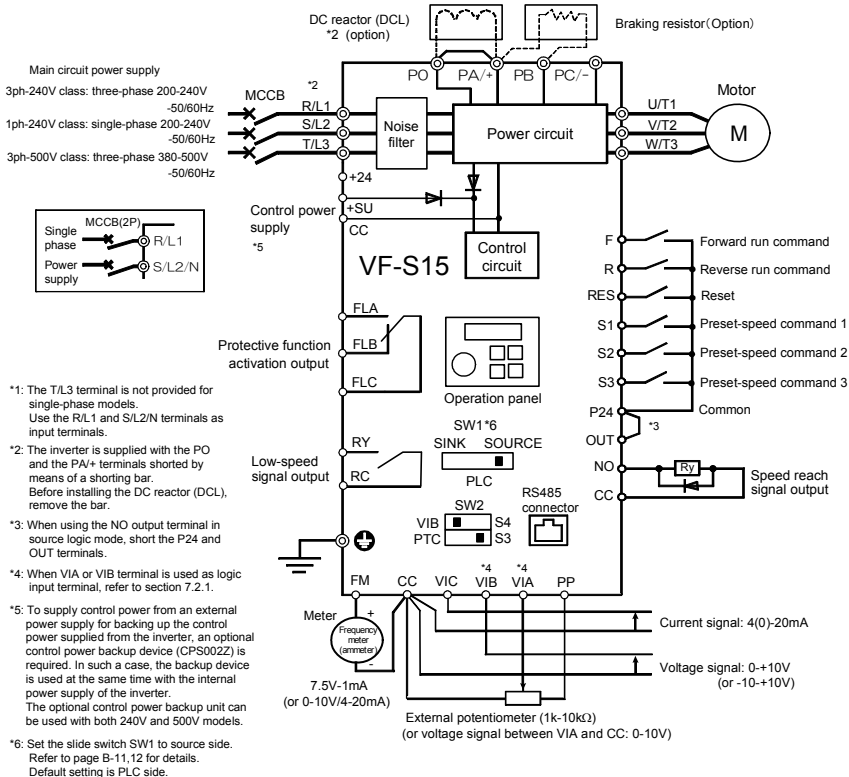 DC reactor (DCL)
*2 (option)
Braking resistor(Option)
PO
PA/+
PB
PC/-
Main circuit power supply
3ph-240V class: three-phase 200-240V
-50/60Hz
1ph-240V class: single-phase 200-240V
-50/60Hz
3ph-500V class: three-phase 380-500V
-50/60Hz
MCCB
*2
R/L1
S/L2
T/L3
Noise
filter
Power circuit
U/T1
V/T2
W/T3
Motor
M
+24
+SU
CC
Control power
supply
*5
Control
circuit
VF-S15
MCCB(2P)
Single
phase
R/L1
Power
supply
S/L2/N
F
Forward run command
R
Reverse run command
RES
Reset
S1
Preset-speed command 1
S2
Preset-speed command 2
S3
Preset-speed command 3
P24
Common
*3
OUT
NO
Ry
CC
Speed reach
signal output
FLA
FLB
FLC
Protective function
activation output
Operation panel
SW1*6
SINK SOURCE
PLC
RY
RC
Low-speed
signal output
SW2
VIB
S4
PTC
S3
RS485
connector
*4
*4
FM
CC
VIC
VIB
VIA
PP
Meter
+
Frequency
meter
(ammeter)
-
7.5V-1mA
(or 0-10V/4-20mA)
Current signal: 4(0)-20mA
Voltage signal: 0-+10V
(or -10-+10V)
External potentiometer (1k-10kΩ)
(or voltage signal between VIA and CC: 0-10V)
*1: The T/L3 terminal is not provided for
single-phase models.
Use the R/L1 and S/L2/N terminals as
input terminals.
*2: The inverter is supplied with the PO
and the PA/+ terminals shorted by
means of a shorting bar.
Before installing the DC reactor (DCL),
remove the bar.
*3: When using the NO output terminal in
source logic mode, short the P24 and
OUT terminals.
*4: When VIA or VIB terminal is used as logic
input terminal, refer to section 7.2.1.
*5: To supply control power from an external
power supply for backing up the control
power supplied from the inverter, an optional
control power backup device (CPS002Z) is
required. In such a case, the backup device
is used at the same time with the internal
power supply of the inverter.
The optional control power backup unit can
be used with both 240V and 500V models.
*6: Set the slide switch SW1 to source side.
Refer to page B-11,12 for details.
Default setting is PLC side.